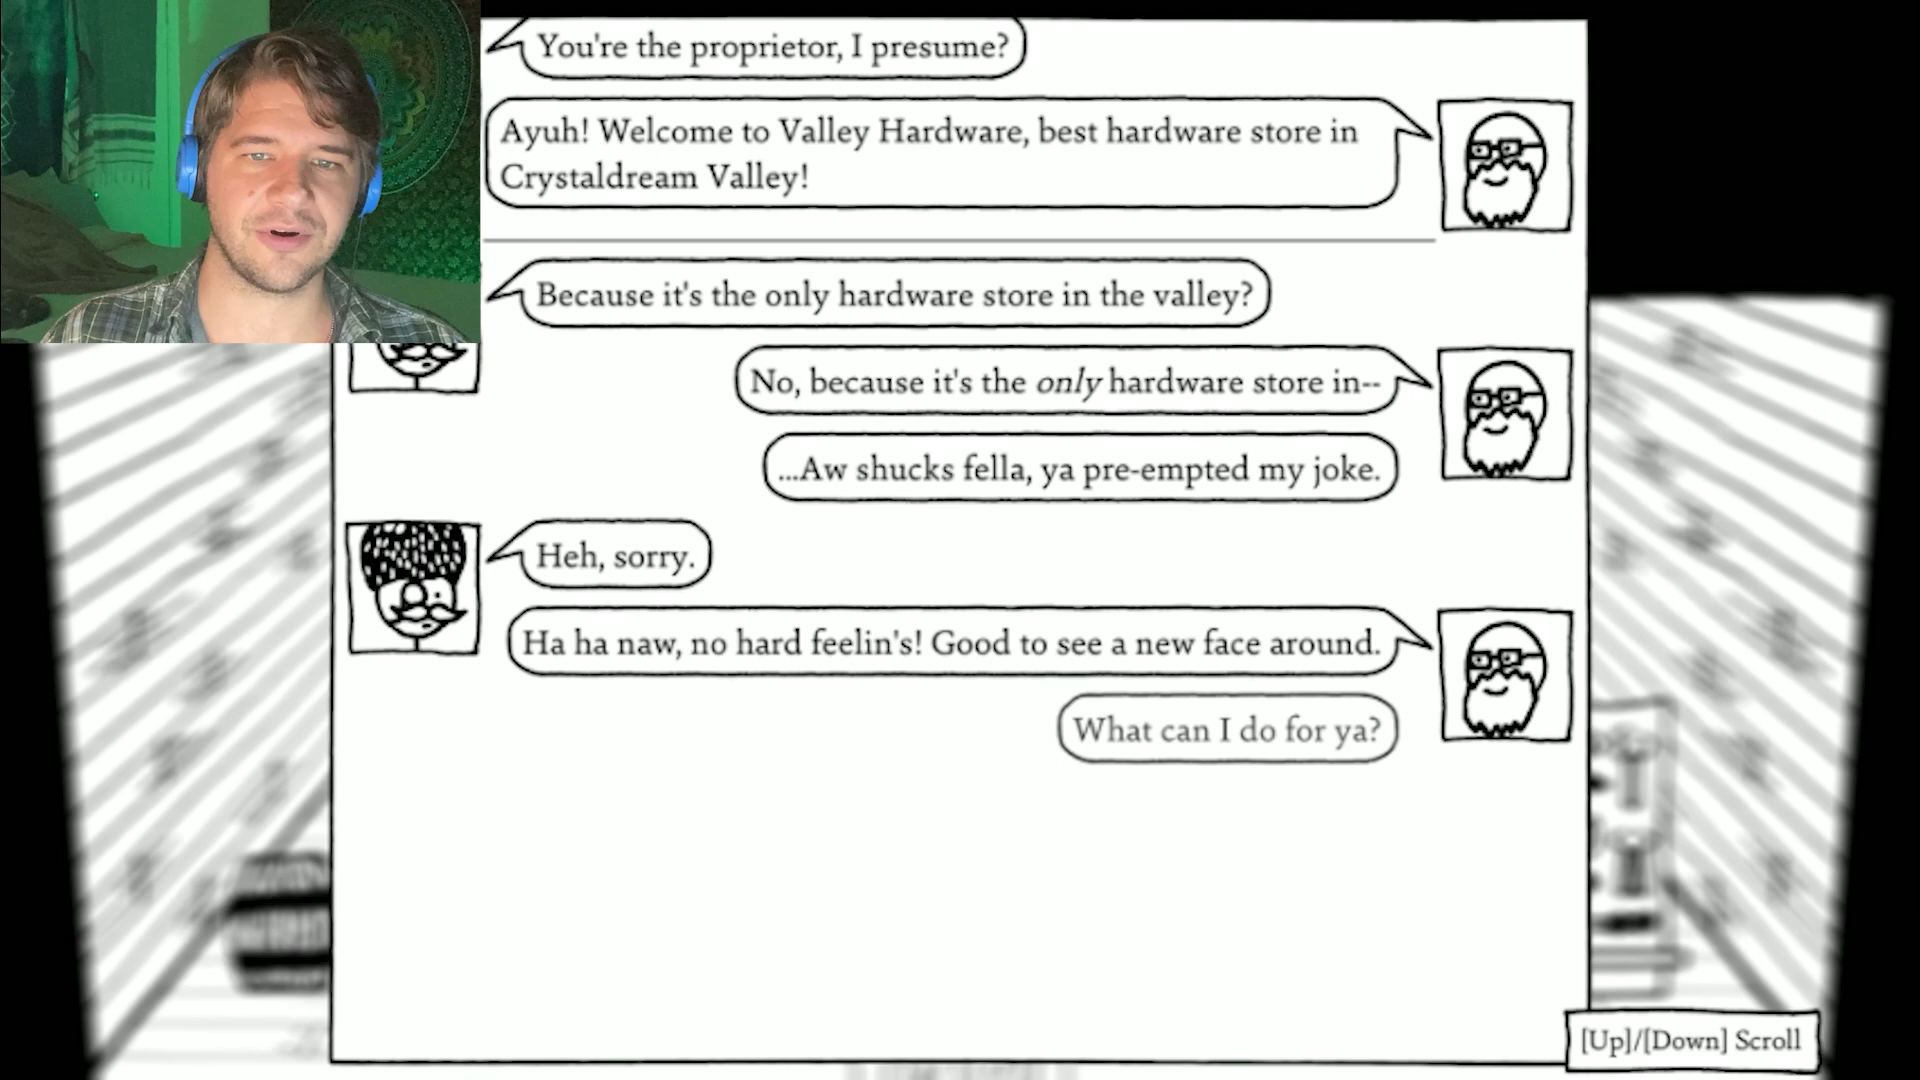 You're the proprietor, I presume?
Ayuh! Welcome to Valley Hardware, best hardware store in
Crystaldream Valley!
Because it's the only hardware store in the valley?
No, because it's the only hardware store in--
...Aw shucks fella, ya pre-empted my joke.
Heh, sorry.
Ha ha naw, no hard feelin's! Good to see a new face around.
What can I do for ya?
[Up]/[Down] Scroll